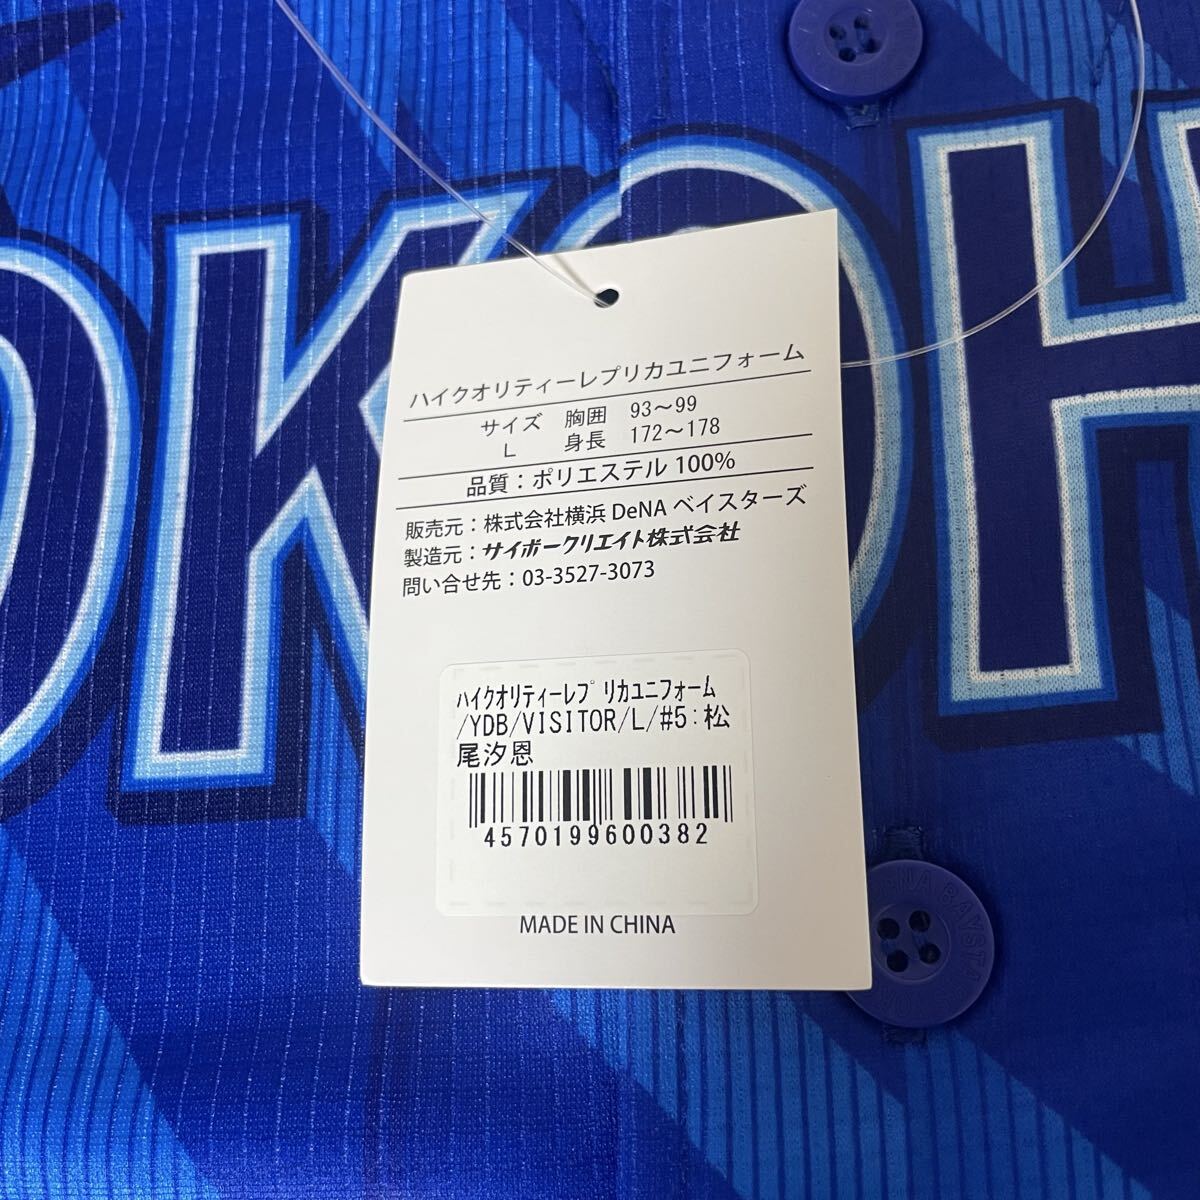 OKOH
ハイクオリティーレプリカユニフォーム
サイズ 胸囲 93～99
L 身長 172～178
品質：ポリエステル 100%
販売元：株式会社横浜 DeNA ベイスターズ
製造元：サイボークリエイト株式会社
問い合せ先：03-3527-3073
ﾊｲｸｵﾘﾃｨｰﾚﾌﾟﾘｶﾕﾆﾌｫｰﾑ
/YDB/VISITOR/L/#5:松
尾汐恩
4570199600382
MADE IN CHINA
DENA BAYSTA